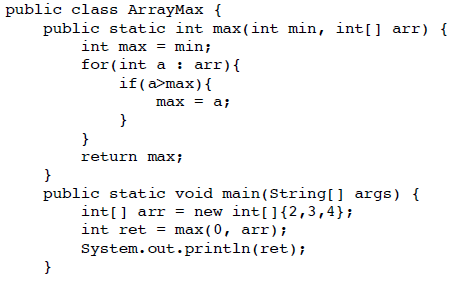 public class ArrayMax {
    public static int max(int min, int[] arr) {
        int max = min;
        for(int a : arr){
            if(a>max){
                max = a;
            }
        }
        return max;
    }
    public static void main(String[] args) {
        int[] arr = new int[]{2,3,4};
        int ret = max(0, arr);
        System.out.println(ret);
    }